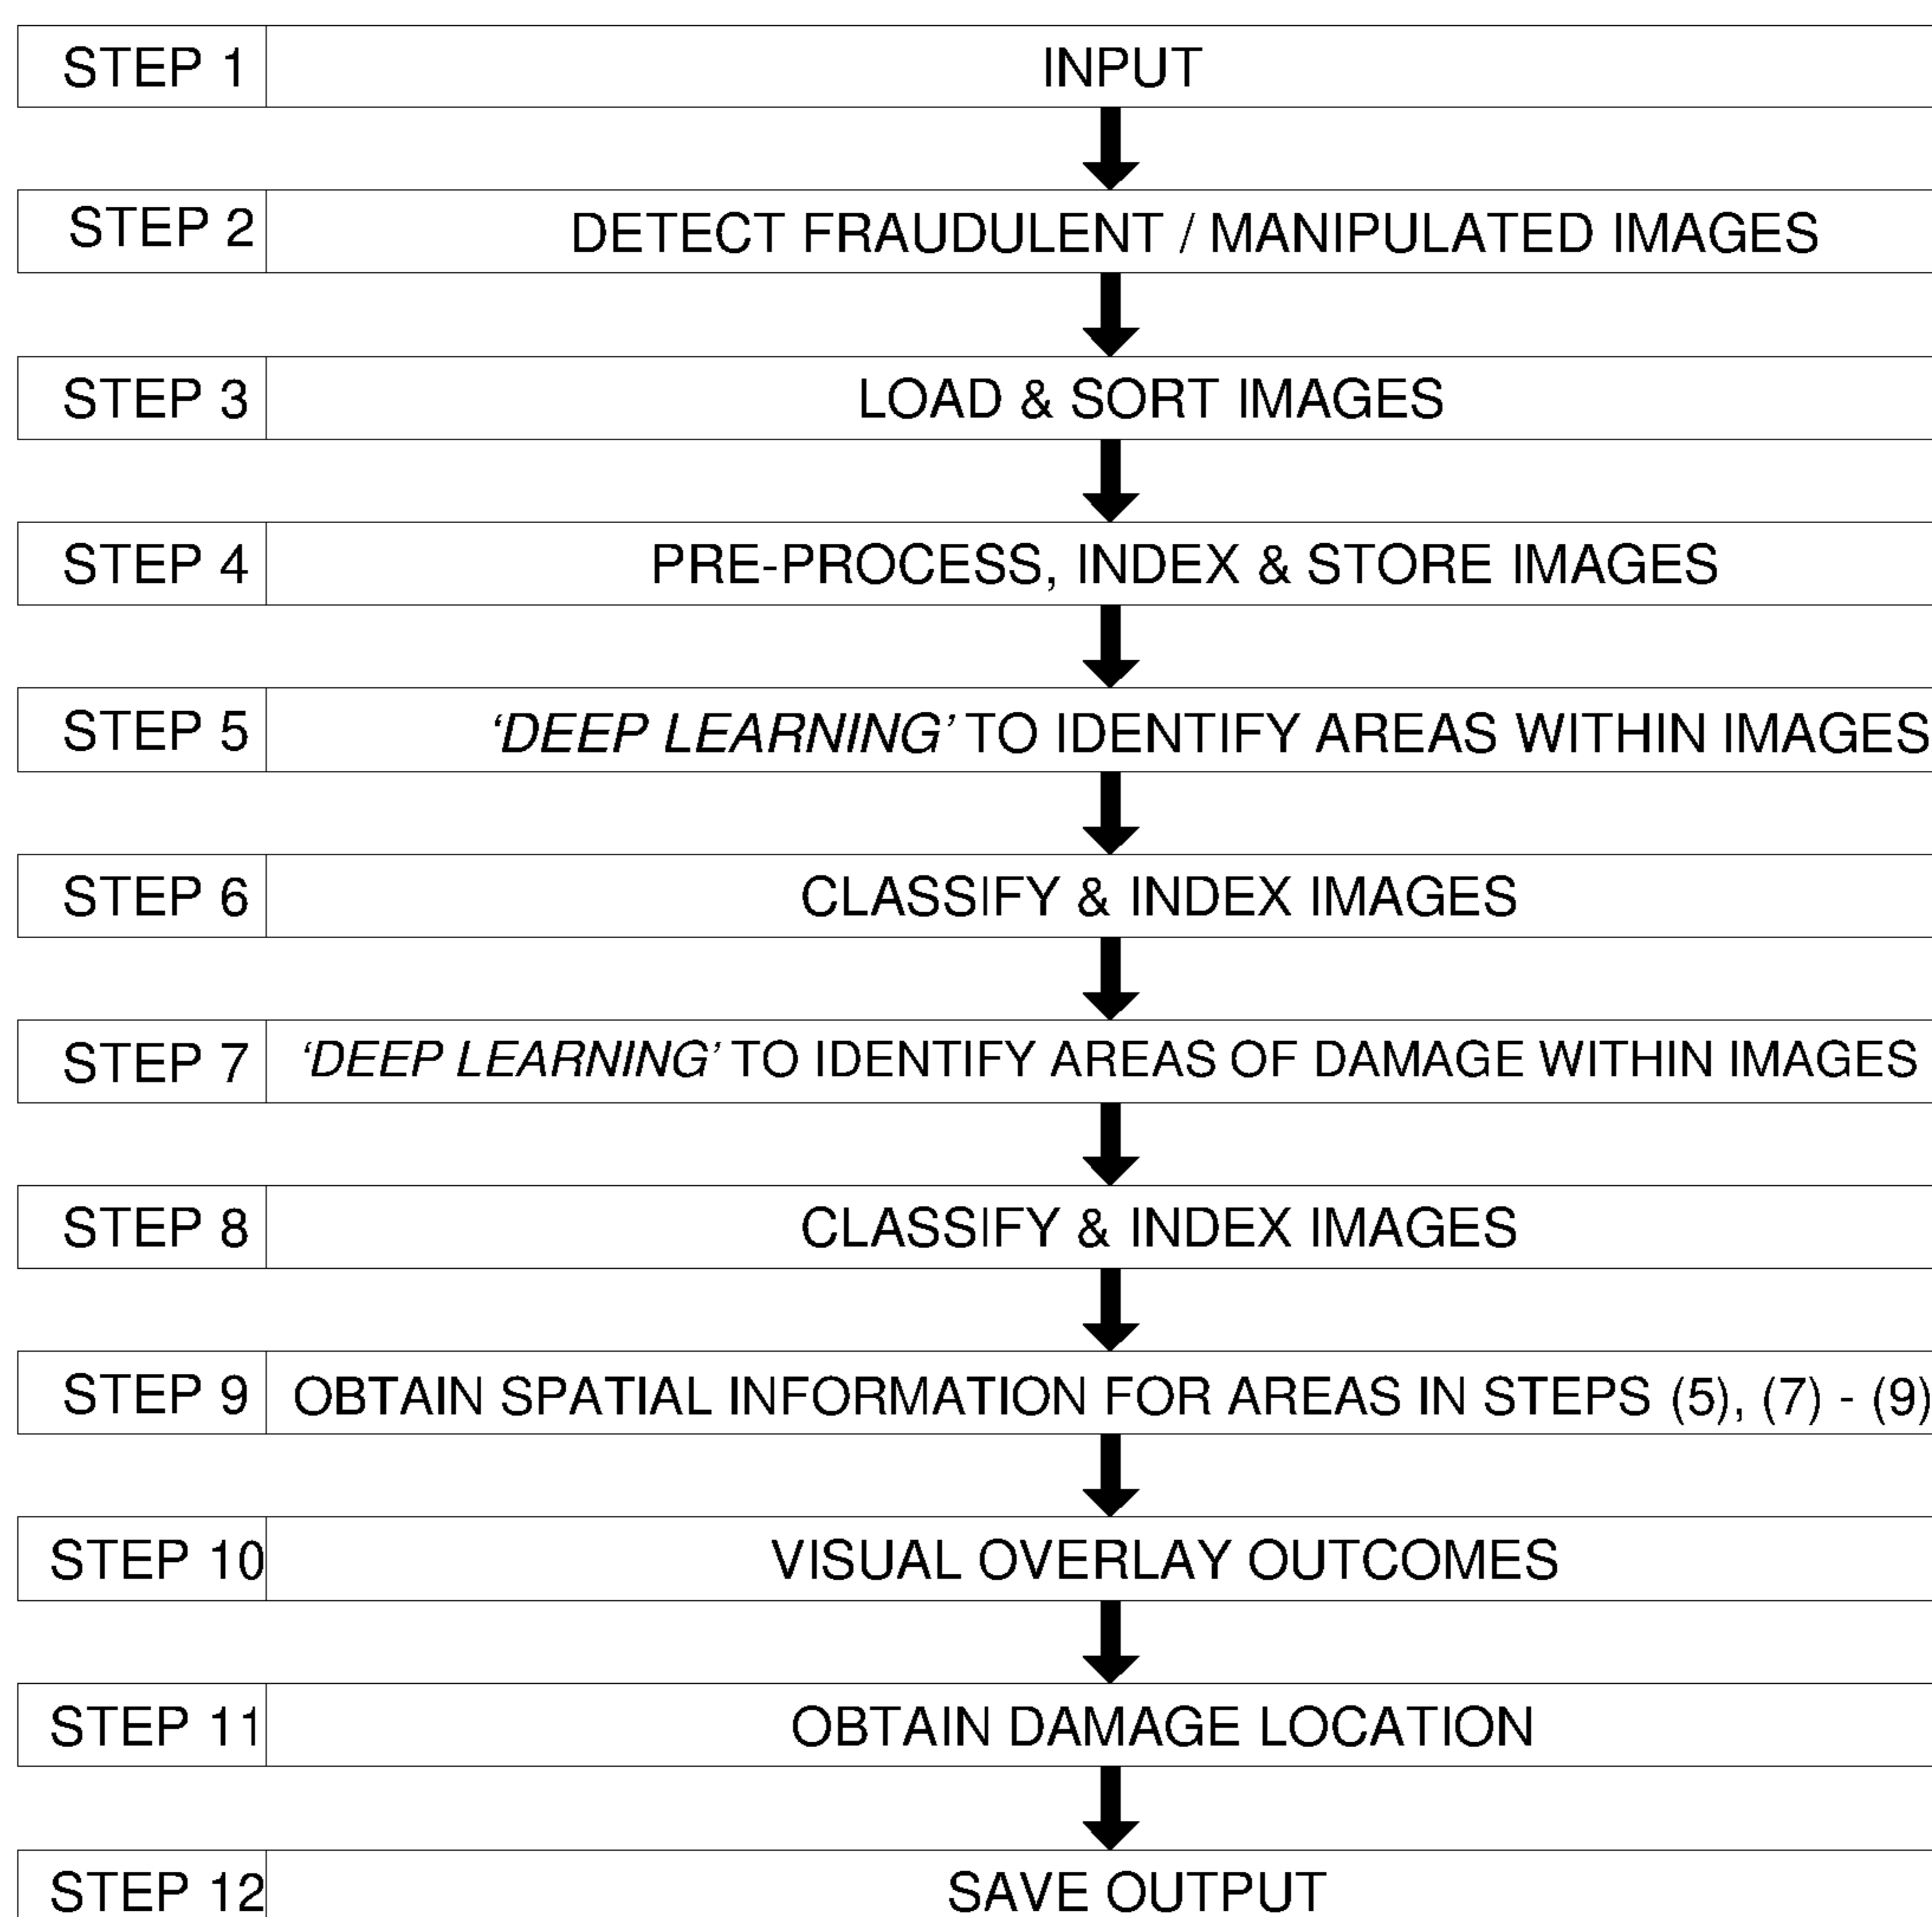 STEP 1 INPUT
STEP 2 DETECT FRAUDULENT / MANIPULATED IMAGES
STEP 3 LOAD & SORT IMAGES
STEP 4 PRE-PROCESS, INDEX & STORE IMAGES
STEP 5 ‘DEEP LEARNING’ TO IDENTIFY AREAS WITHIN IMAGES
STEP 6 CLASSIFY & INDEX IMAGES
STEP 7 ‘DEEP LEARNING’ TO IDENTIFY AREAS OF DAMAGE WITHIN IMAGES
STEP 8 CLASSIFY & INDEX IMAGES
STEP 9 OBTAIN SPATIAL INFORMATION FOR AREAS IN STEPS (5), (7) - (9)
STEP 10 VISUAL OVERLAY OUTCOMES
STEP 11 OBTAIN DAMAGE LOCATION
STEP 12 SAVE OUTPUT